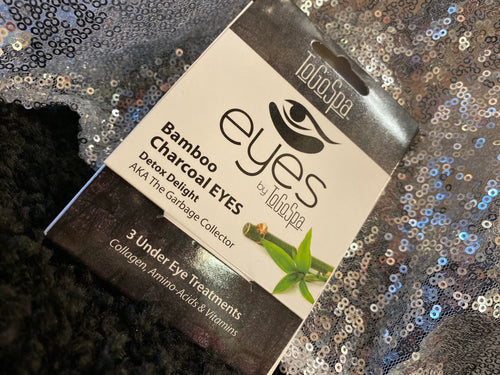 ToGoSpa
eyes
by ToGoSpa
Bamboo
Charcoal EYES
Detox Delight
AKA The Garbage Collector
3 Under Eye Treatments
Collagen, Amino-Acids & Vitamins